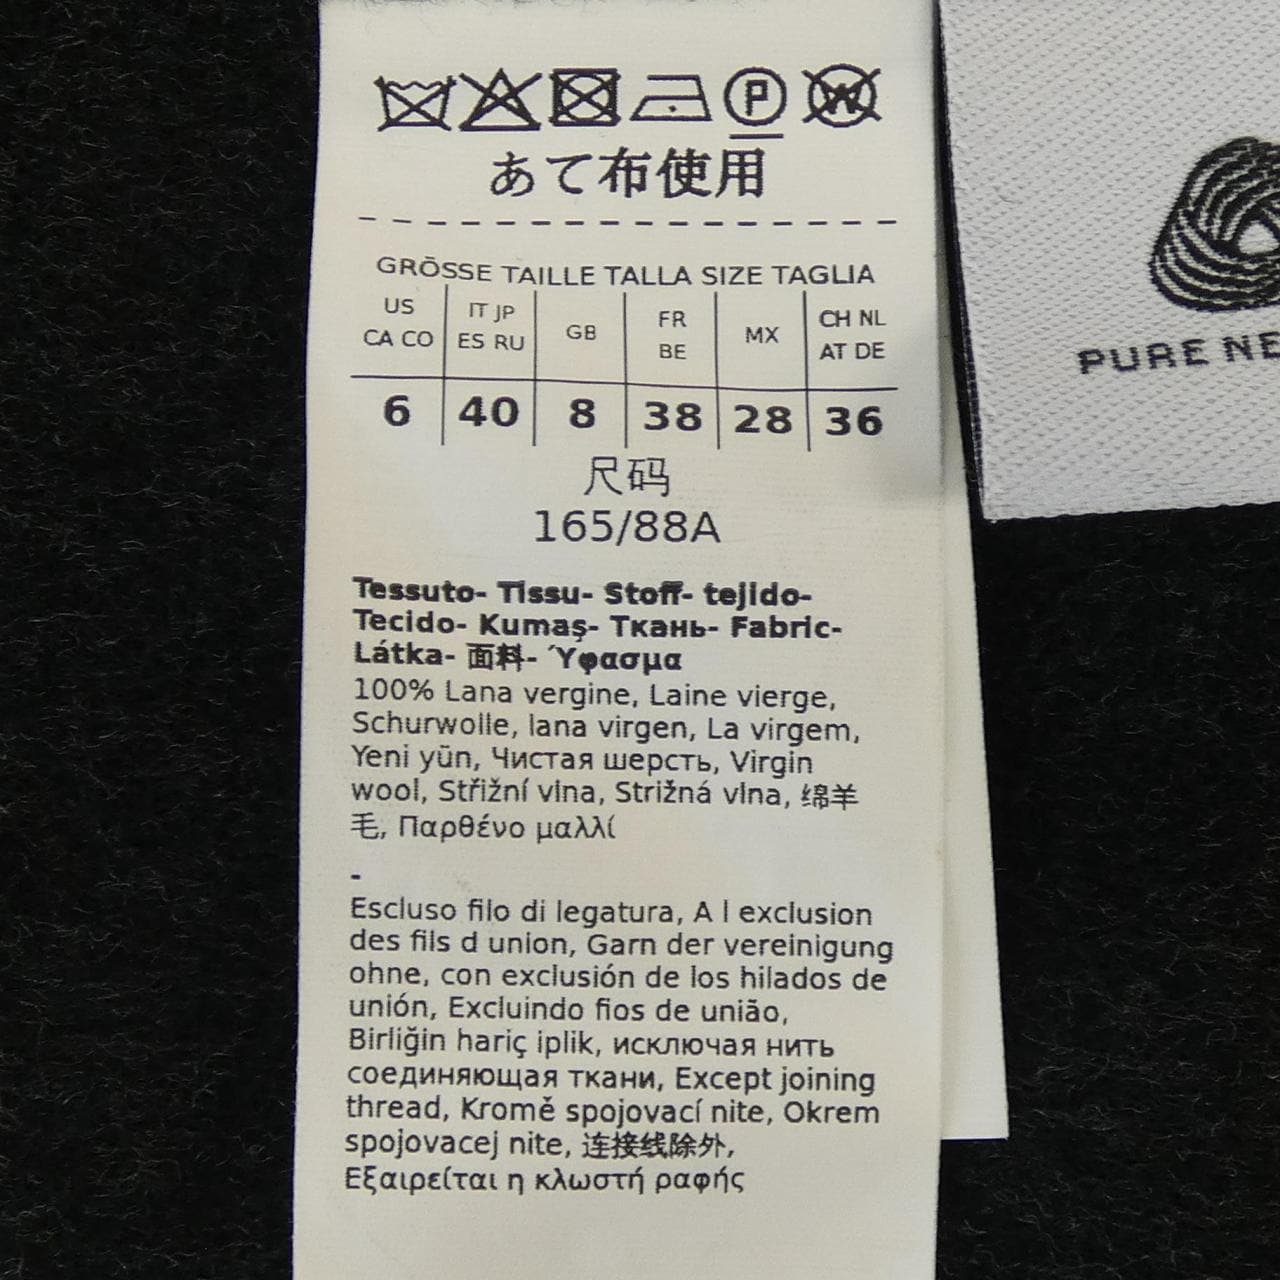 P
W
あて布使用
GRÖSSE TAILLE TALLA SIZE TAGLIA
US CA CO | IT JP ES RU | GB | FR BE | MX | CH NL AT DE
6 | 40 | 8 | 38 | 28 | 36
尺码
165/88A
Tessuto- Tissu- Stoff- tejido-
Tecido- Kumaş- Ткань- Fabric-
Látka- 面料- Ύφασμα
100% Lana vergine, Laine vierge,
Schurwolle, lana virgen, La virgem,
Yeni yün, Чистая шерсть, Virgin
wool, Střižní vlna, Strižná vlna, 绵羊
毛, Παρθένο μαλλί
-
Escluso filo di legatura, A l exclusion
des fils d union, Garn der vereinigung
ohne, con exclusión de los hilados de
unión, Excluindo fios de união,
Birliğin hariç iplik, исключая нить
соединяющая ткани, Except joining
thread, Kromě spojovací nite, Okrem
spojovacej nite, 连接线除外,
Εξαιρείται η κλωστή ραφής
PURE NE